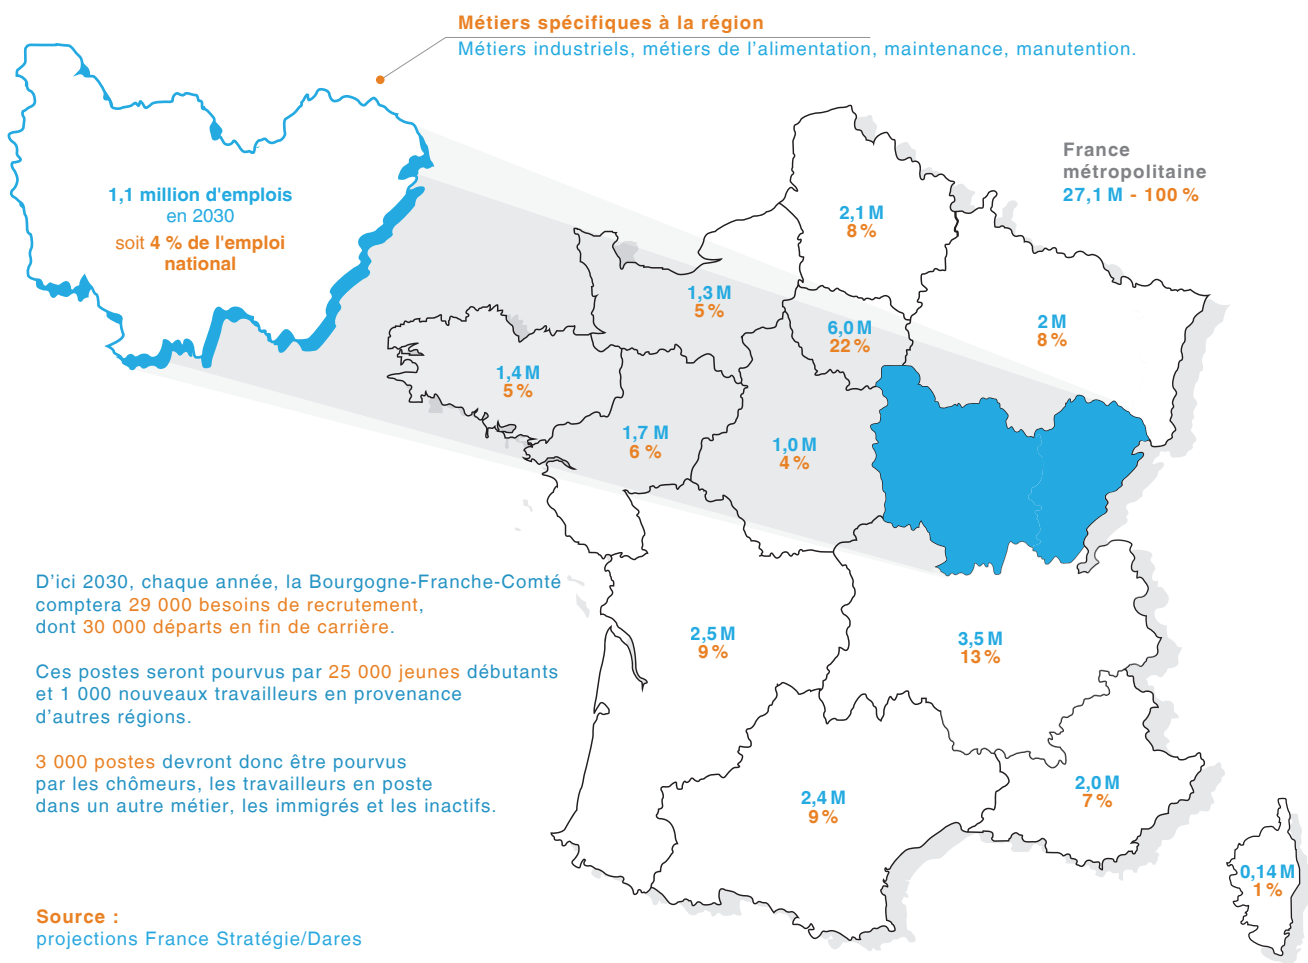 Métiers spécifiques à la région
Métiers industriels, métiers de l'alimentation, maintenance, manutention.
France
métropolitaine
27,1 M - 100 %
1,1 million d'emplois
en 2030
soit 4 % de l'emploi
national
2,1 M
8 %
1,3 M
5 %
6,0 M
22 %
2 M
8 %
1,4 M
5 %
1,7 M
6 %
1,0 M
4 %
2,5 M
9 %
3,5 M
13 %
2,4 M
9 %
2,0 M
7 %
0,14 M
1 %
D'ici 2030, chaque année, la Bourgogne-Franche-Comté
comptera 29 000 besoins de recrutement,
dont 30 000 départs en fin de carrière.
Ces postes seront pourvus par 25 000 jeunes débutants
et 1 000 nouveaux travailleurs en provenance
d'autres régions.
3 000 postes devront donc être pourvus
par les chômeurs, les travailleurs en poste
dans un autre métier, les immigrés et les inactifs.
Source :
projections France Stratégie/Dares